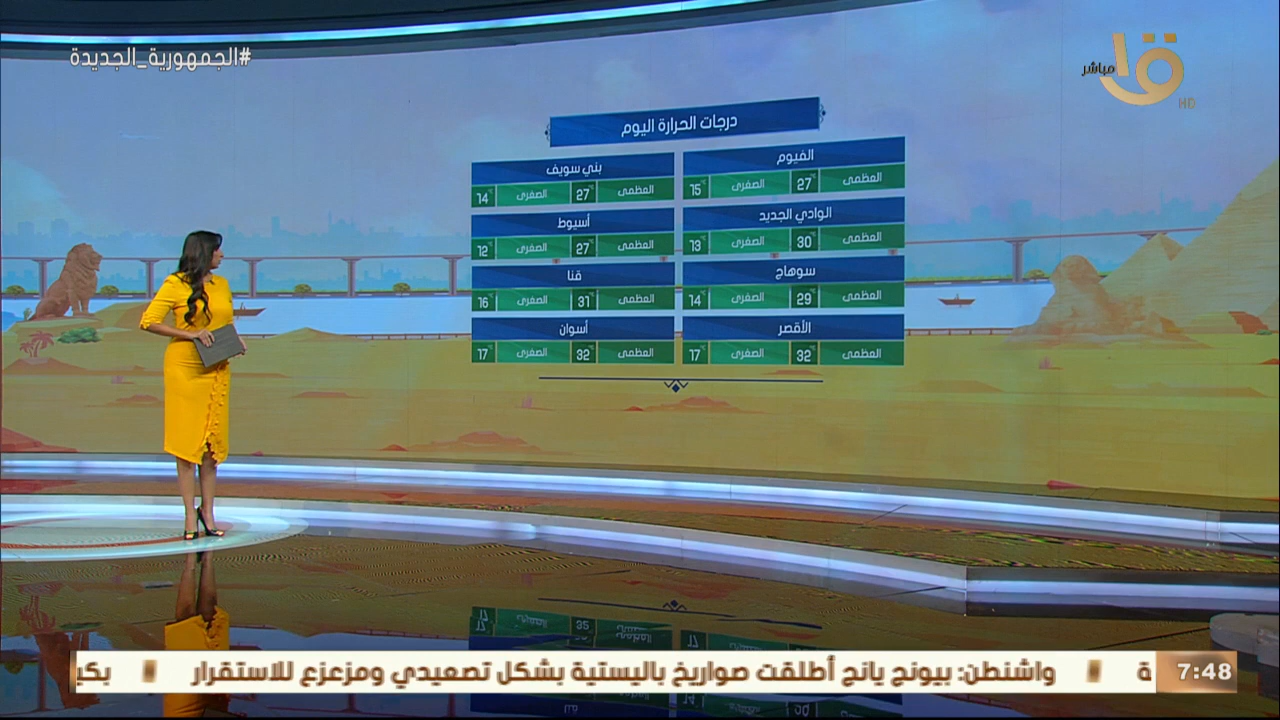 #الجمهورية_الجديدة
مباشر
HD
درجات الحرارة اليوم
الفيوم
العظمى 27 الصغرى 15
بني سويف
العظمى 27 الصغرى 14
الوادي الجديد
العظمى 30 الصغرى 13
أسيوط
العظمى 27 الصغرى 12
سوهاج
العظمى 29 الصغرى 14
قنا
العظمى 31 الصغرى 16
الأقصر
العظمى 32 الصغرى 17
أسوان
العظمى 32 الصغرى 17
7:48
ة واشنطن: بيونج يانج أطلقت صواريخ باليستية بشكل تصعيدي ومزعزع للاستقرار بكي